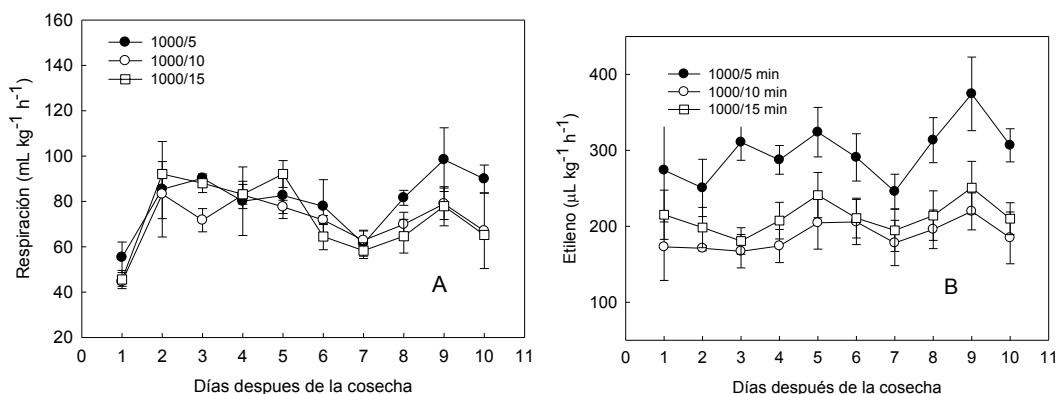 160
140
120
100
80
60
40
20
Respiración (mL kg⁻¹ h⁻¹)
1000/5
1000/10
1000/15
A
0 1 2 3 4 5 6 7 8 9 10 11
Días despues de la cosecha
400
300
200
100
Etileno (μL kg⁻¹ h⁻¹)
1000/5 min
1000/10 min
1000/15 min
B
0 1 2 3 4 5 6 7 8 9 10 11
Días después de la cosecha